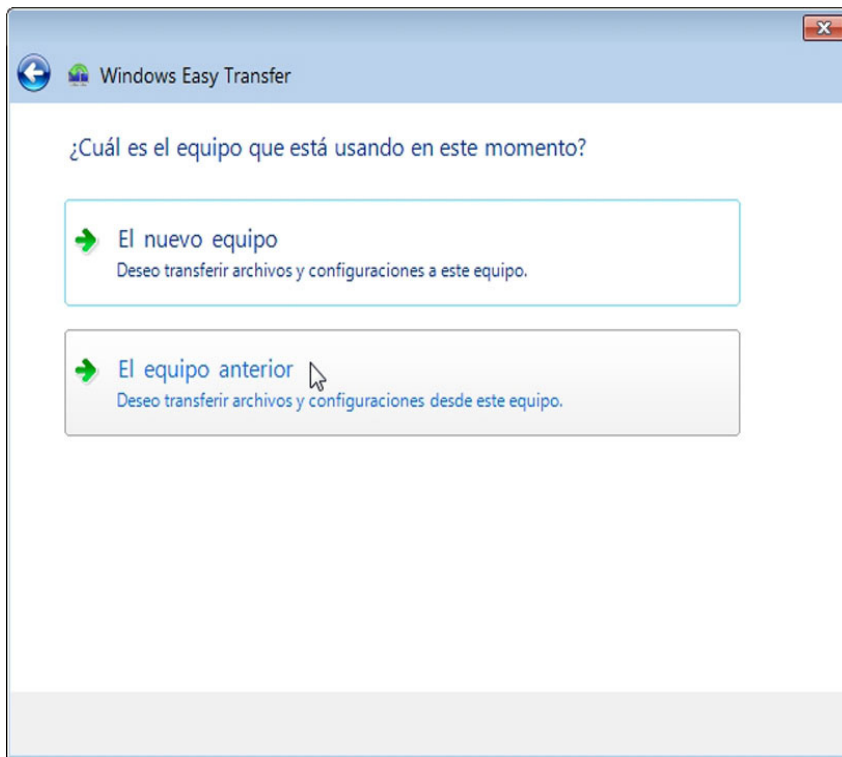 Windows Easy Transfer
¿Cuál es el equipo que está usando en este momento?
El nuevo equipo
Deseo transferir archivos y configuraciones a este equipo.
El equipo anterior
Deseo transferir archivos y configuraciones desde este equipo.